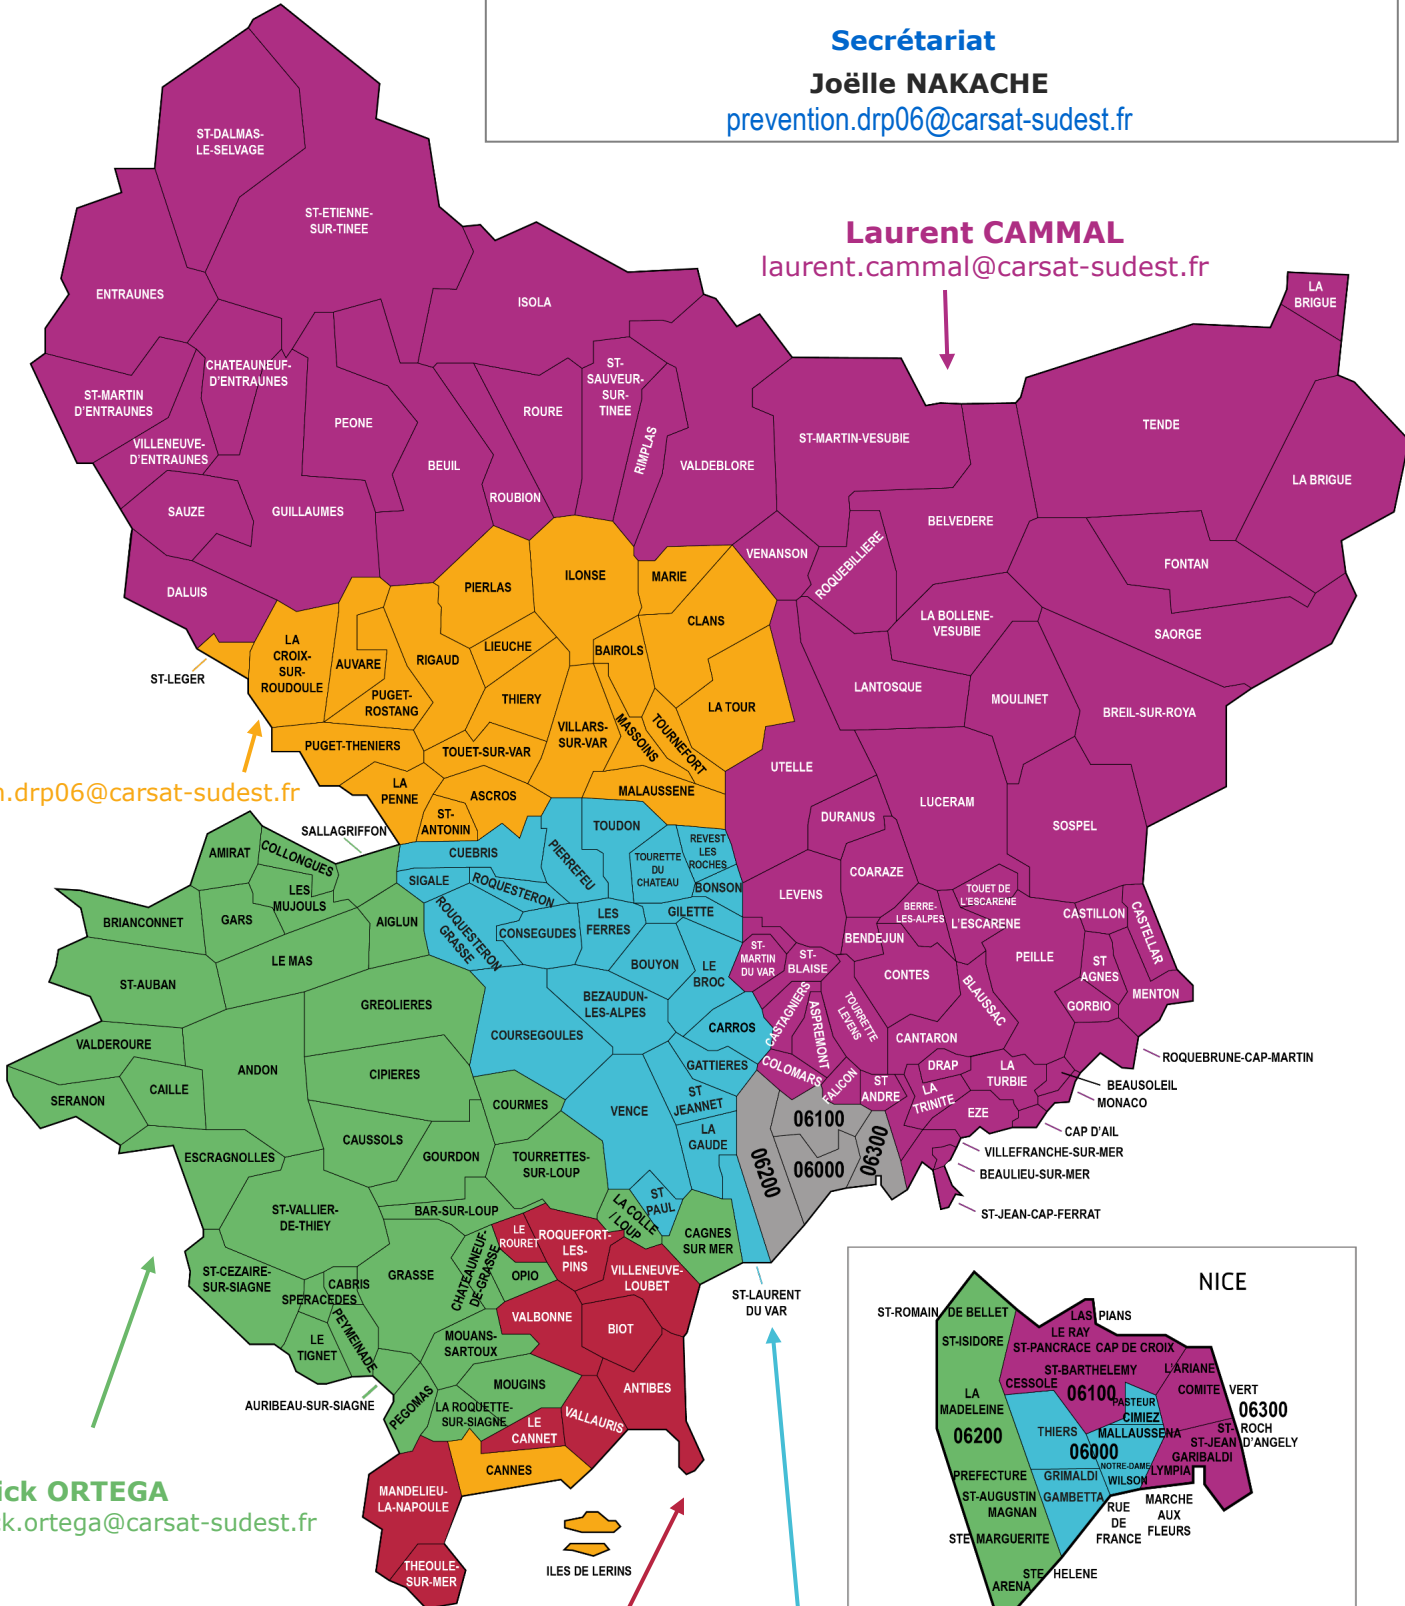 Secrétariat
Joëlle NAKACHE
prevention.drp06@carsat-sudest.fr
Laurent CAMMAL
laurent.cammal@carsat-sudest.fr
ST-DALMAS-
LE-SELVAGE
ST-ETIENNE-
SUR-TINEE
ENTRAUNES
ISOLA
LA
BRIGUE
CHATEAUNEUF-
D'ENTRAUNES
ST-MARTIN
D'ENTRAUNES
ST-
SAUVEUR-
SUR-
TINEE
PEONE
ROURE
RIMPLAS
VILLENEUVE-
D'ENTRAUNES
BEUIL
VALDEBLORE
ST-MARTIN-VESUBIE
TENDE
LA BRIGUE
ROUBION
SAUZE
GUILLAUMES
BELVEDERE
VENANSON
ROQUEBILLIERE
FONTAN
DALUIS
PIERLAS
ILONSE
MARIE
CLANS
LA BOLLENE-
VESUBIE
SAORGE
LA
CROIX-
SUR-
ROUDOULE
AUVARE
RIGAUD
LIEUCHE
BAIROLS
ST-LEGER
PUGET-
ROSTANG
THIERY
LA TOUR
LANTOSQUE
MOULINET
BREIL-SUR-ROYA
PUGET-THENIERS
TOUET-SUR-VAR
VILLARS-
SUR-VAR
MASSOINS
TOURNEFORT
UTELLE
n.drp06@carsat-sudest.fr
LA
PENNE
ASCROS
MALAUSSENE
LUCERAM
ST-
ANTONIN
DURANUS
SOSPEL
SALLAGRIFFON
TOUDON
REVEST
LES
ROCHES
AMIRAT
COLLONGUES
CUEBRIS
PIERREFEU
TOURETTE
DU
CHATEAU
COARAZE
SIGALE
ROQUESTERON
BONSON
LEVENS
TOUET DE
L'ESCARENE
LES
MUJOULS
BRIANCONNET
GARS
AIGLUN
ROUQUESTERON
GRASSE
CONSEGUDES
LES
FERRES
GILETTE
BERRE-
LES-ALPES
L'ESCARENE
CASTILLON
CASTELLAR
BENDEJUN
LE MAS
BOUYON
LE
BROC
ST-
MARTIN
DU VAR
ST-
BLAISE
CONTES
PEILLE
ST
AGNES
ST-AUBAN
GREOLIERES
BEZAUDUN-
LES-ALPES
CASTAGNIERS
ASPREMONT
TOURRETTE
LEVENS
BLAUSSAC
GORBIO
MENTON
COURSEGOULES
CARROS
CANTARON
VALDEROURE
ANDON
CIPIERES
GATTIERES
COLOMARS
FALICON
ST
ANDRE
DRAP
LA
TURBIE
ROQUEBRUNE-CAP-MARTIN
BEAUSOLEIL
MONACO
SERANON
CAILLE
COURMES
VENCE
ST
JEANNET
LA
TRINITE
EZE
CAP D'AIL
CAUSSOLS
LA
GAUDE
06100
06200
06000
06300
VILLEFRANCHE-SUR-MER
BEAULIEU-SUR-MER
ESCRAGNOLLES
GOURDON
TOURRETTES-
SUR-LOUP
ST-JEAN-CAP-FERRAT
ST-VALLIER-
DE-THIEY
BAR-SUR-LOUP
LA COLLE
/ LOUP
ST
PAUL
CAGNES
SUR MER
LE
ROURET
ROQUEFORT-
LES-
PINS
ST-CEZAIRE-
SUR-SIAGNE
CABRIS
SPERACEDES
GRASSE
CHATEAUNEUF-
DE-GRASSE
OPIO
VILLENEUVE-
LOUBET
ST-LAURENT
DU VAR
VALBONNE
BIOT
LE
TIGNET
PEYMEINADE
MOUANS-
SARTOUX
AURIBEAU-SUR-SIAGNE
PEGOMAS
MOUGINS
ANTIBES
LA ROQUETTE-
SUR-SIAGNE
LE
CANNET
VALLAURIS
CANNES
MANDELIEU-
LA-NAPOULE
ick ORTEGA
ck.ortega@carsat-sudest.fr
ILES DE LERINS
THEOULE-
SUR-MER
NICE
ST-ROMAIN DE BELLET
LAS PIANS
ST-ISIDORE
LE RAY
ST-PANCRACE CAP DE CROIX
ST-BARTHELEMY
L'ARIANE
CESSOLE
06100
COMITE VERT
LA
MADELEINE
PASTEUR
CIMIEZ
06300
06200
THIERS
MALLAUSSENA
ST-ROCH
06000
ST-JEAN D'ANGELY
GARIBALDI
PREFECTURE
GRIMALDI
NOTRE-DAME
WILSON
LYMPIA
ST-AUGUSTIN
GAMBETTA
MAGNAN
RUE
DE
FRANCE
MARCHE
AUX
FLEURS
STE MARGUERITE
STE HELENE
ARENA